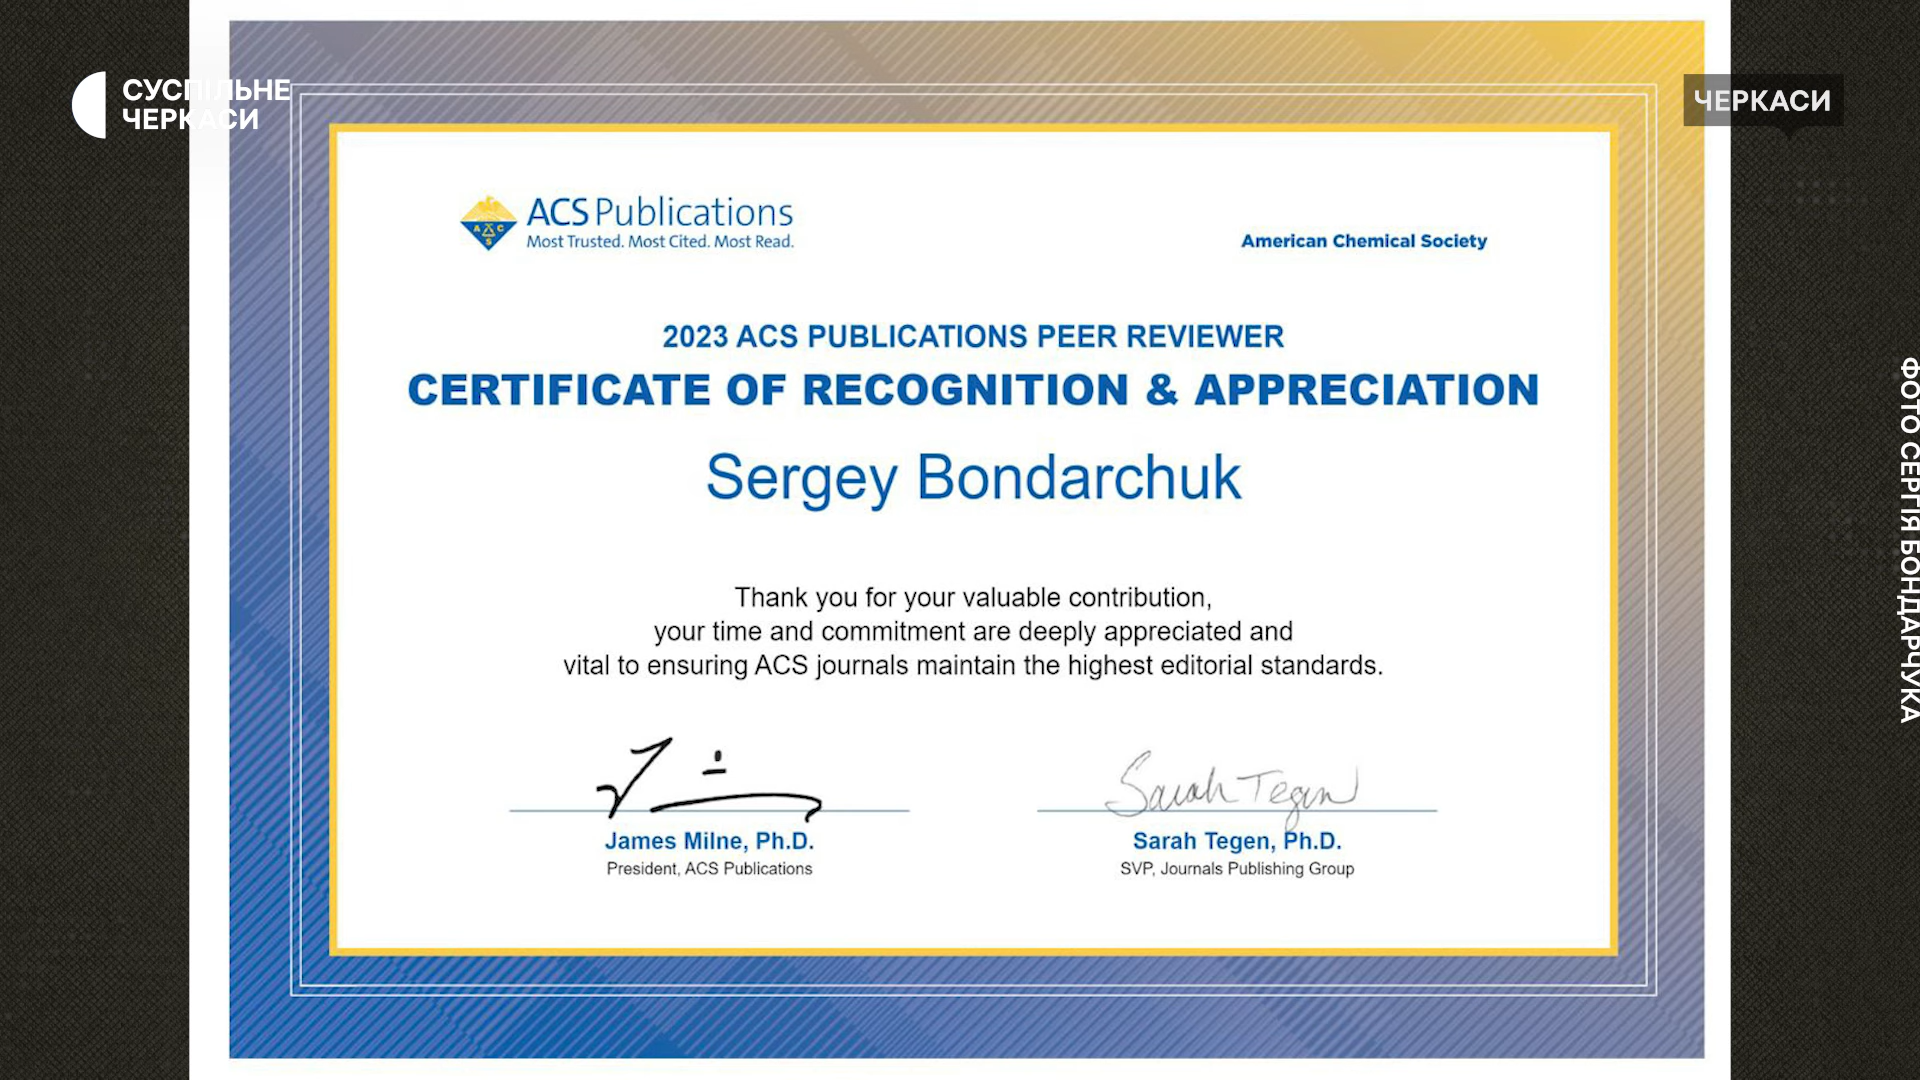 СУСПІЛЬНЕ
ЧЕРКАСИ
ЧЕРКАСИ
ACS Publications
Most Trusted. Most Cited. Most Read.
A C S
American Chemical Society
2023 ACS PUBLICATIONS PEER REVIEWER
CERTIFICATE OF RECOGNITION & APPRECIATION
Sergey Bondarchuk
Thank you for your valuable contribution,
your time and commitment are deeply appreciated and
vital to ensuring ACS journals maintain the highest editorial standards.
Sarah Tegen
James Milne, Ph.D.
President, ACS Publications
Sarah Tegen, Ph.D.
SVP, Journals Publishing Group
ФОТО СЕРГІЯ БОНДАРЧУКА